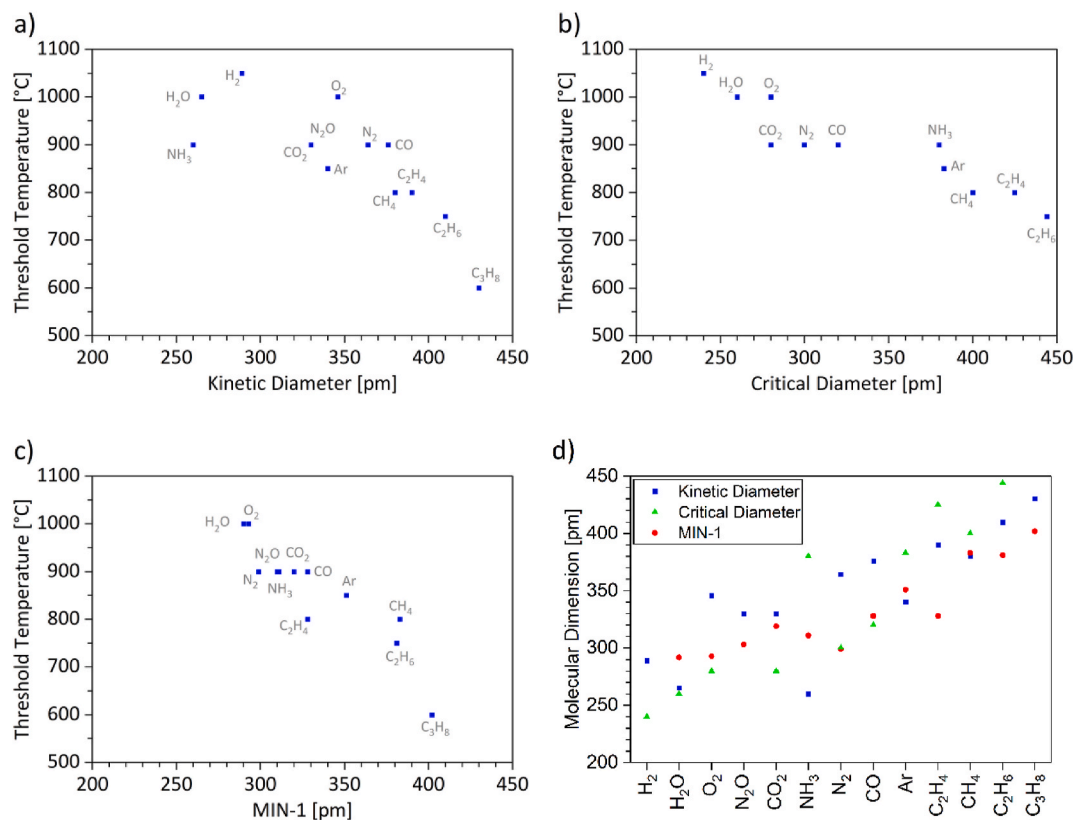 a)
1100
1000
900
800
700
600
500
Threshold Temperature [°C]
H₂
H₂O
O₂
NH₃
N₂O
CO₂
N₂
CO
Ar
C₂H₄
CH₄
C₂H₆
C₃H₈
200 250 300 350 400 450
Kinetic Diameter [pm]
b)
1100
1000
900
800
700
600
500
Threshold Temperature [°C]
H₂
H₂O
O₂
CO₂
N₂
CO
NH₃
Ar
C₂H₄
CH₄
C₂H₆
200 250 300 350 400 450
Critical Diameter [pm]
c)
1100
1000
900
800
700
600
500
Threshold Temperature [°C]
H₂O
O₂
N₂O
CO₂
N₂
NH₃
CO
Ar
C₂H₄
CH₄
C₂H₆
C₃H₈
200 250 300 350 400 450
MIN-1 [pm]
d)
450
400
350
300
250
200
Molecular Dimension [pm]
Kinetic Diameter
Critical Diameter
MIN-1
H₂
H₂O
O₂
N₂O
CO₂
NH₃
N₂
CO
Ar
C₂H₄
CH₄
C₂H₆
C₃H₈